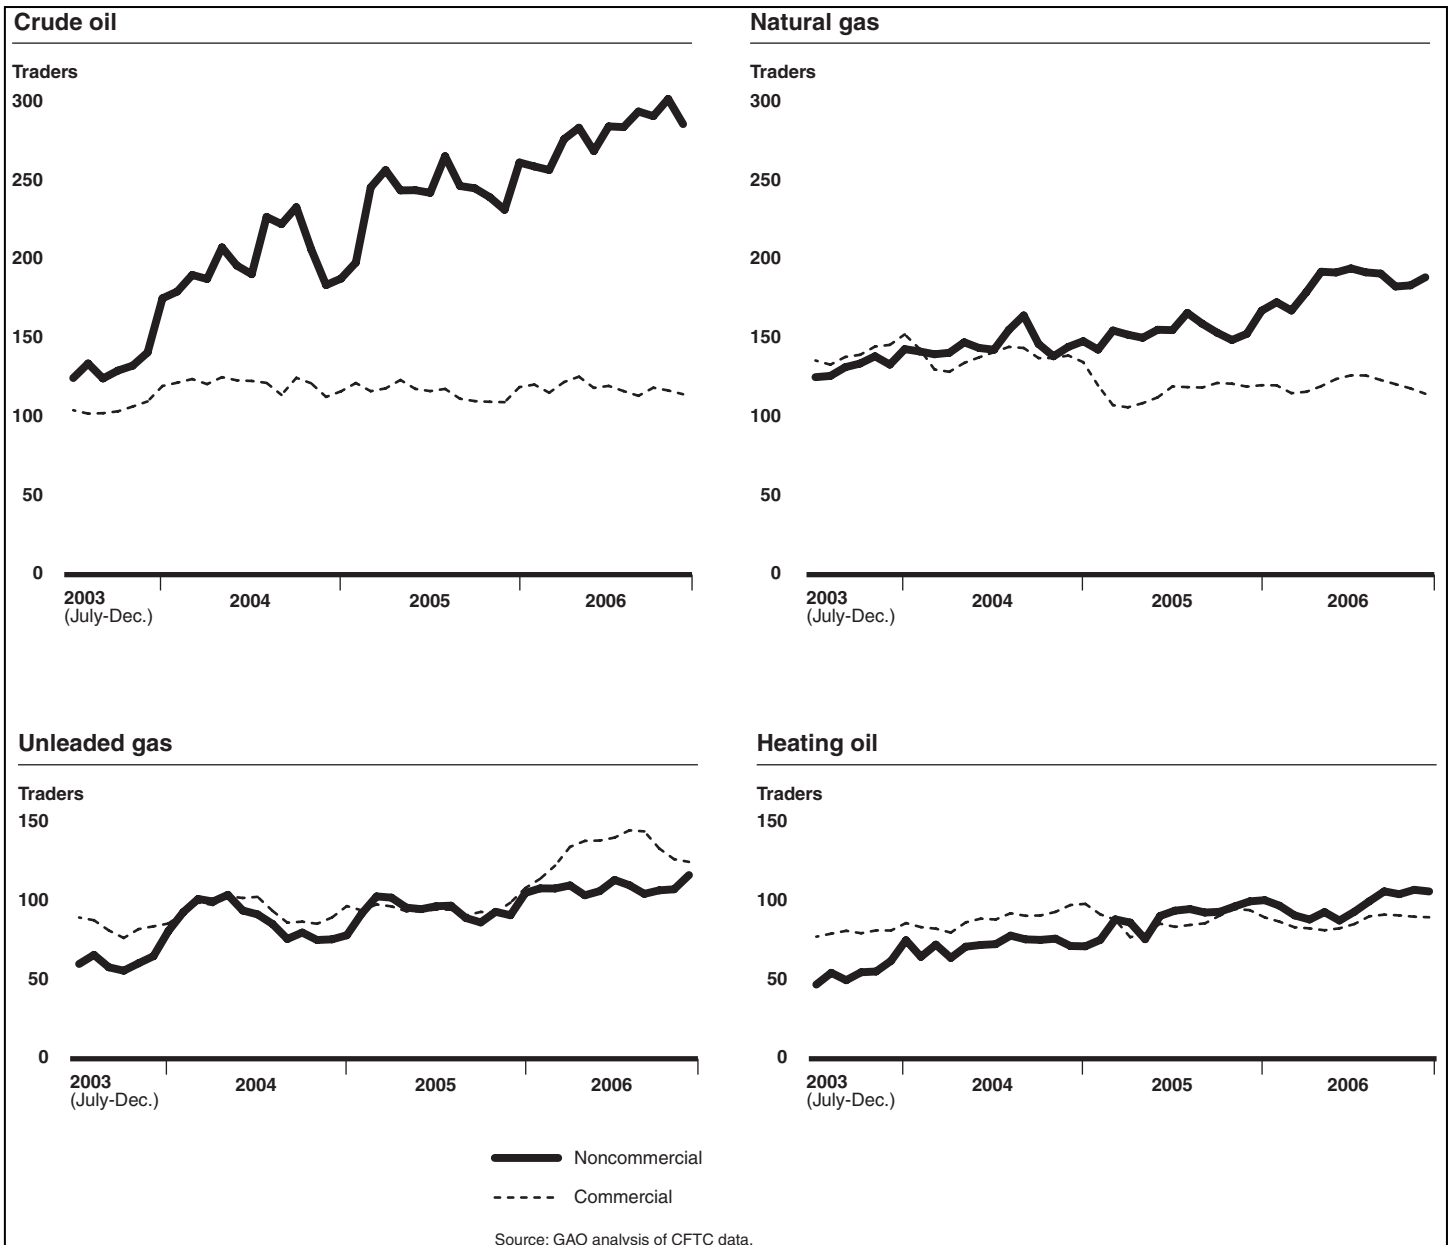 Crude oil
Traders
300
250
200
150
100
50
0
2003
(July-Dec.)
2004
2005
2006
Natural gas
Traders
300
250
200
150
100
50
0
2003
(July-Dec.)
2004
2005
2006
Unleaded gas
Traders
150
100
50
0
2003
(July-Dec.)
2004
2005
2006
Heating oil
Traders
150
100
50
0
2003
(July-Dec.)
2004
2005
2006
Noncommercial
Commercial
Source: GAO analysis of CFTC data.